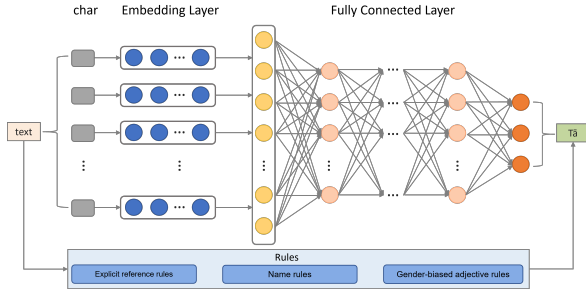 char Embedding Layer Fully Connected Layer
text
Tā
Rules
Explicit reference rules Name rules Gender-biased adjective rules